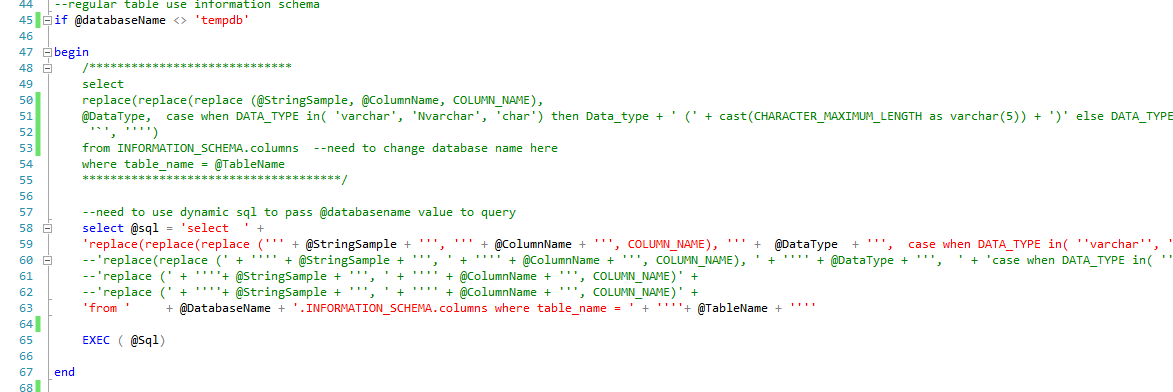 44 --regular table use information schema
45 if @databaseName <> 'tempdb'
46
47 begin
48 /*****************************
49 select
50 replace(replace(replace (@StringSample, @ColumnName, COLUMN_NAME),
51 @DataType,  case when DATA_TYPE in( 'varchar', 'Nvarchar', 'char') then Data_type + ' (' + cast(CHARACTER_MAXIMUM_LENGTH as varchar(5)) + ')' else DATA_TYPE
52 '`', '''')
53 from INFORMATION_SCHEMA.columns  --need to change database name here
54 where table_name = @TableName
55 *************************************/
56
57 --need to use dynamic sql to pass @databasename value to query
58 select @sql = 'select  ' +
59 'replace(replace(replace (''' + @StringSample + ''', ''' + @ColumnName + ''', COLUMN_NAME), ''' +  @DataType  + ''',  case when DATA_TYPE in( ''varchar'', '
60 --'replace(replace (' + '''' + @StringSample + ''', ' + '''' + @ColumnName + ''', COLUMN_NAME), ' + '''' + @DataType + ''',  ' + 'case when DATA_TYPE in( ''
61 --'replace (' + ''''+ @StringSample + ''', ' + '''' + @ColumnName + ''', COLUMN_NAME)' +
62 --'replace (' + ''''+ @StringSample + ''', ' + '''' + @ColumnName + ''', COLUMN_NAME)' +
63 'from '     + @DatabaseName + '.INFORMATION_SCHEMA.columns where table_name = ' + ''''+ @TableName + ''''
64
65 EXEC ( @Sql)
66
67 end
68